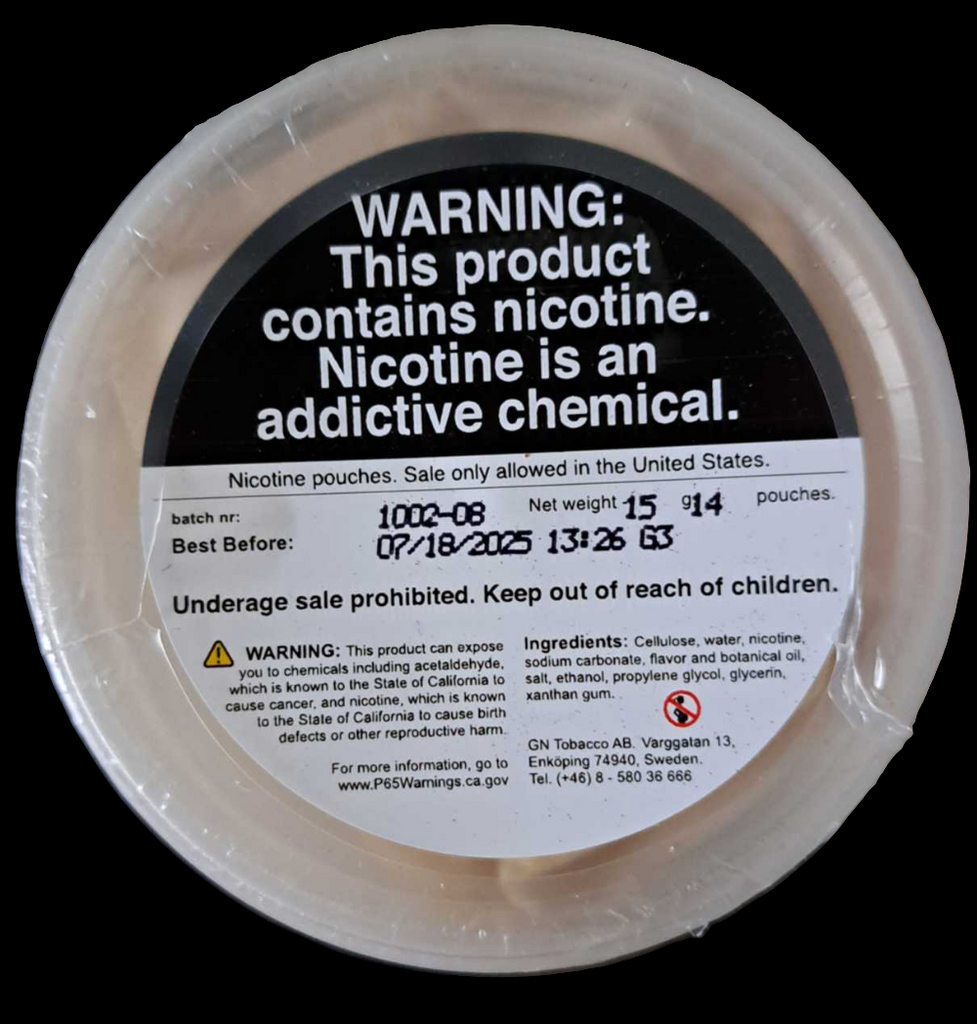 WARNING:
This product
contains nicotine.
Nicotine is an
addictive chemical.
Nicotine pouches. Sale only allowed in the United States.
batch nr: 1002-08 Net weight 15 g14 pouches.
Best Before: 07/18/2025 13:26 G3
Underage sale prohibited. Keep out of reach of children.
WARNING: This product can expose
you to chemicals including acetaldehyde,
which is known to the State of California to
cause cancer, and nicotine, which is known
to the State of California to cause birth
defects or other reproductive harm.
For more information, go to
www.P65Warnings.ca.gov
Ingredients: Cellulose, water, nicotine,
sodium carbonate, flavor and botanical oil,
salt, ethanol, propylene glycol, glycerin,
xanthan gum.
GN Tobacco AB. Varggatan 13,
Enköping 74940, Sweden.
Tel. (+46) 8 - 580 36 666